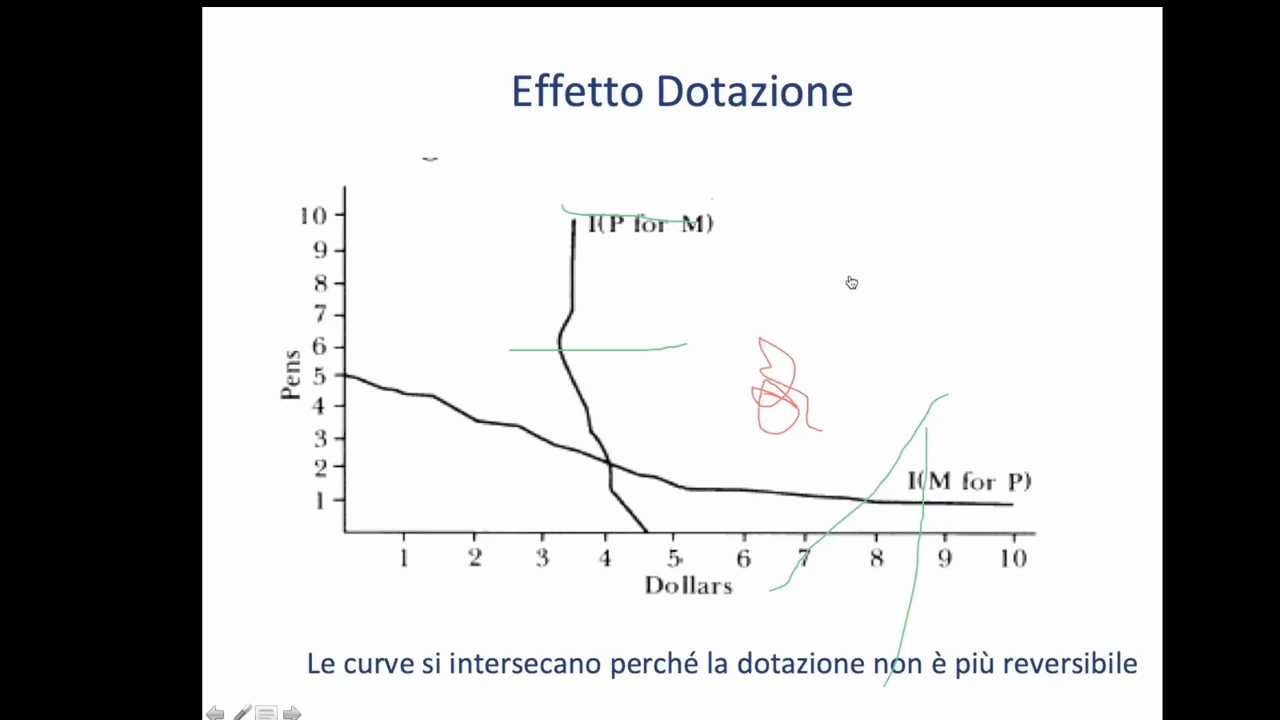 Effetto Dotazione
10
I(P for M)
9
8
7
6
5
4
3
2
1
Pens
I(M for P)
1 2 3 4 5 6 7 8 9 10
Dollars
Le curve si intersecano perché la dotazione non è più reversibile